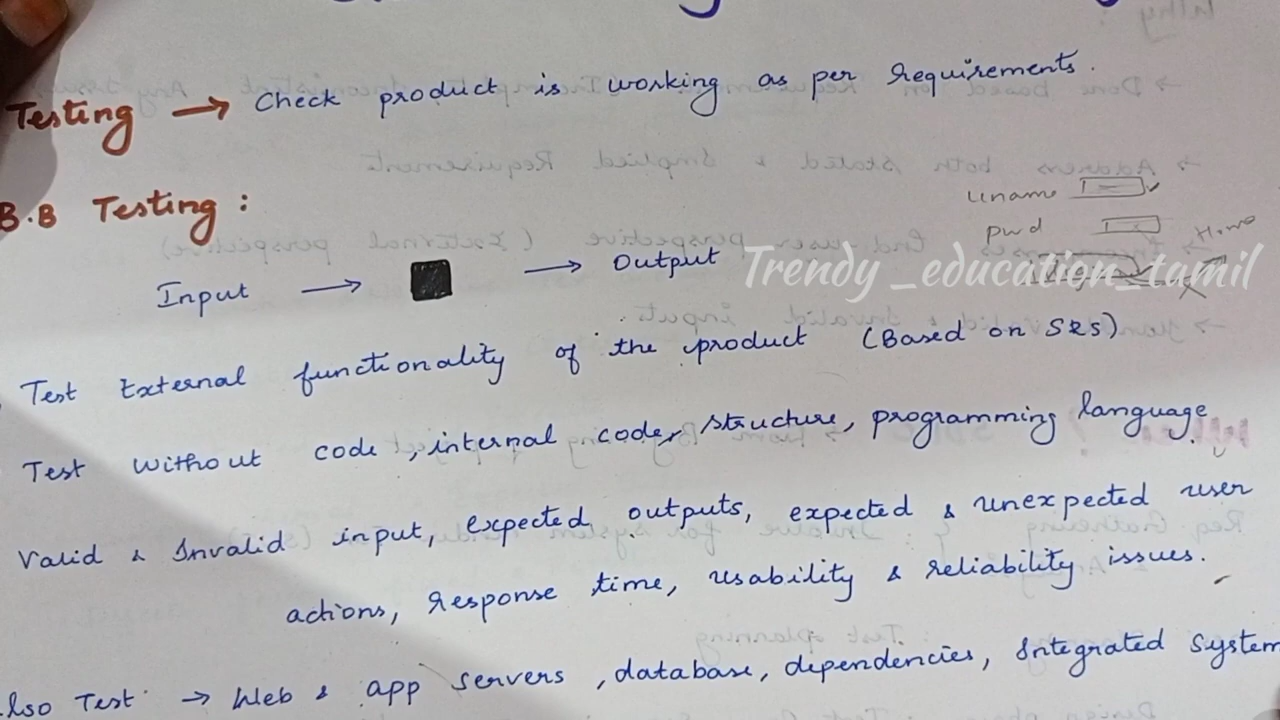 Testing → Check product is working as per Requirements.
B.B Testing :
uname
pwd
Home
Input → → Output
Trendy_education_tamil
Test External functionality of the product (Based on SRS)
Test without code, internal code, structure, programming language.
Valid & Invalid input, expected outputs, expected & unexpected user
actions, Response time, usability & reliability issues.
Also Test → Web & app servers, database, dependencies, Integrated System